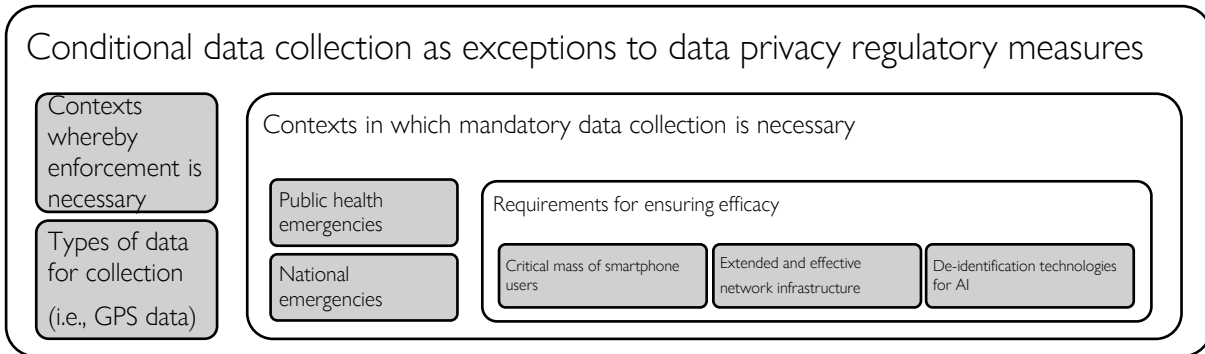 Conditional data collection as exceptions to data privacy regulatory measures
Contexts
whereby
enforcement is
necessary
Types of data
for collection
(i.e., GPS data)
Contexts in which mandatory data collection is necessary
Public health
emergencies
National
emergencies
Requirements for ensuring efficacy
Critical mass of smartphone
users
Extended and effective
network infrastructure
De-identification technologies
for AI